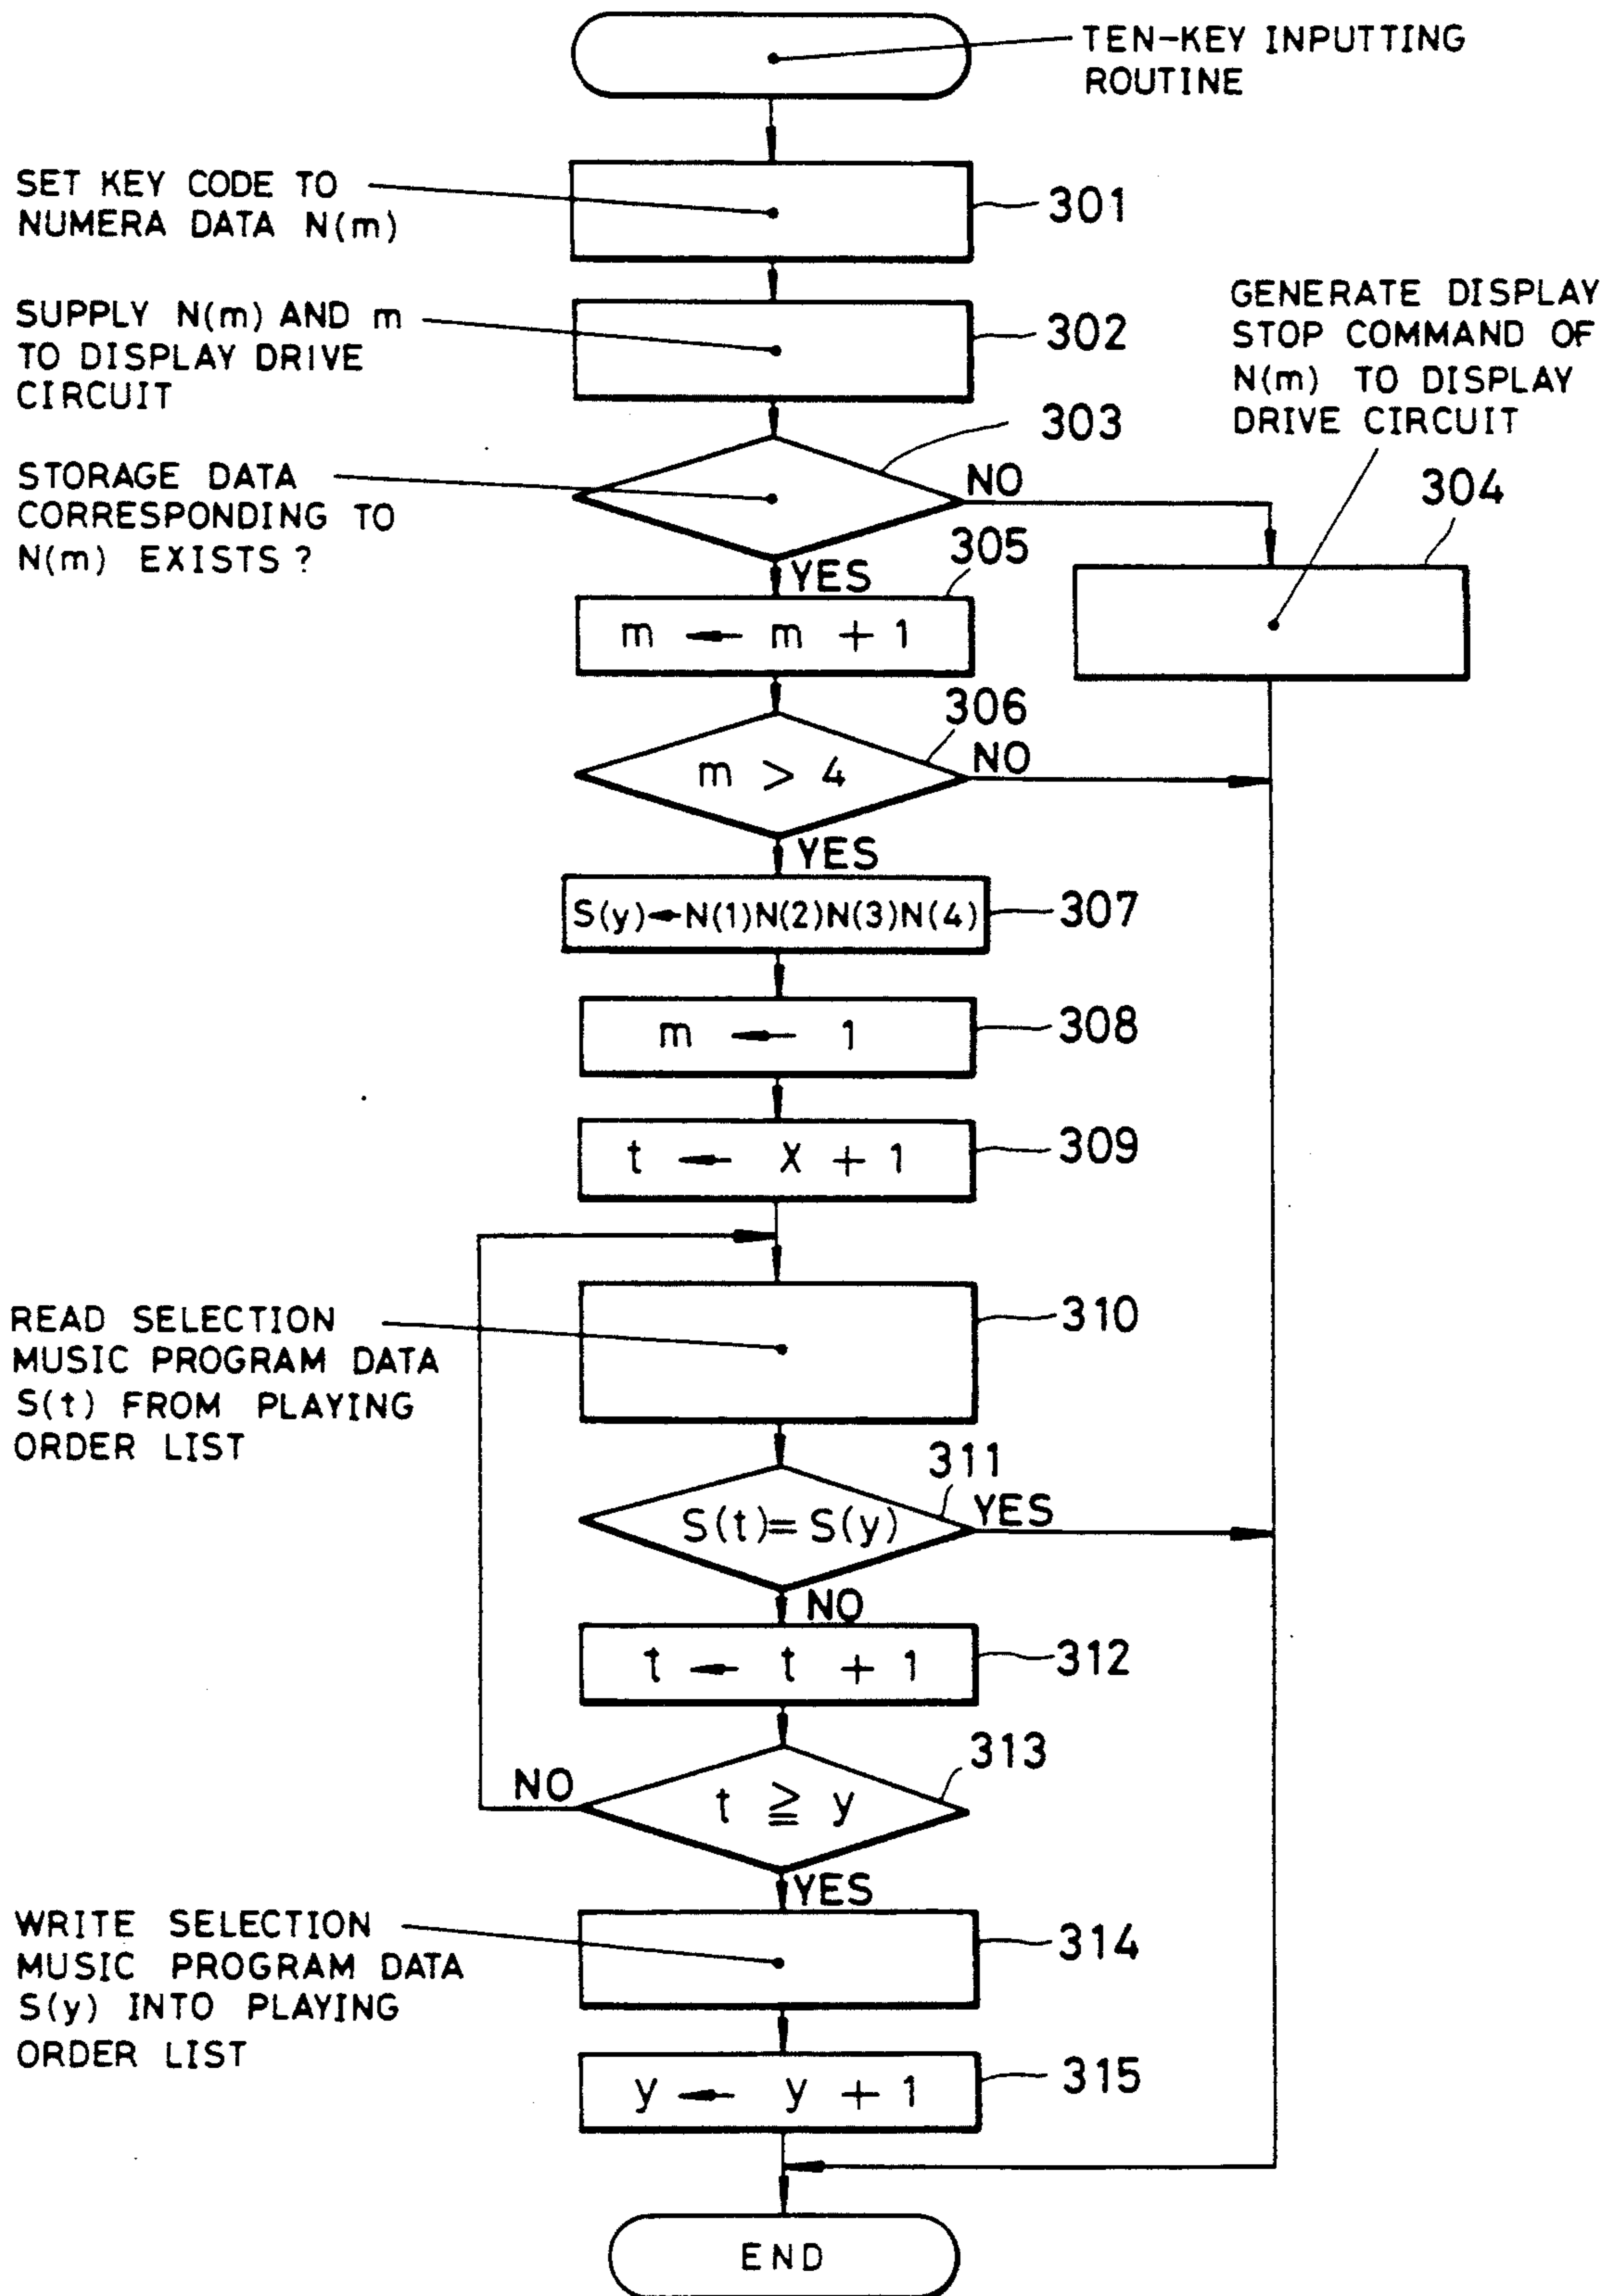 TEN-KEY INPUTTING
ROUTINE
SET KEY CODE TO
NUMERA DATA N(m)
301
SUPPLY N(m) AND m
TO DISPLAY DRIVE
CIRCUIT
302
GENERATE DISPLAY
STOP COMMAND OF
N(m) TO DISPLAY
DRIVE CIRCUIT
303
STORAGE DATA
CORRESPONDING TO
N(m) EXISTS?
NO
304
YES
305
m ← m + 1
306
m > 4
NO
YES
S(y)←N(1)N(2)N(3)N(4)
307
m ← 1
308
t ← X + 1
309
READ SELECTION
MUSIC PROGRAM DATA
S(t) FROM PLAYING
ORDER LIST
310
311
S(t)=S(y)
YES
NO
t ← t + 1
312
313
NO
t ≧ y
YES
WRITE SELECTION
MUSIC PROGRAM DATA
S(y) INTO PLAYING
ORDER LIST
314
y ← y + 1
315
END